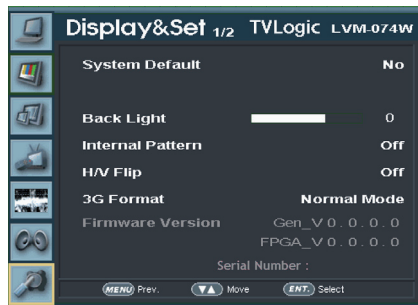 Display&Set 1/2 TVLogic LVM-074W
System Default No
Back Light 0
Internal Pattern Off
H/V Flip Off
3G Format Normal Mode
Firmware Version Gen_V 0 . 0 . 0 . 0
FPGA_V 0 . 0 . 0 . 0
Serial Number :
MENU Prev. ▼▲ Move ENT. Select